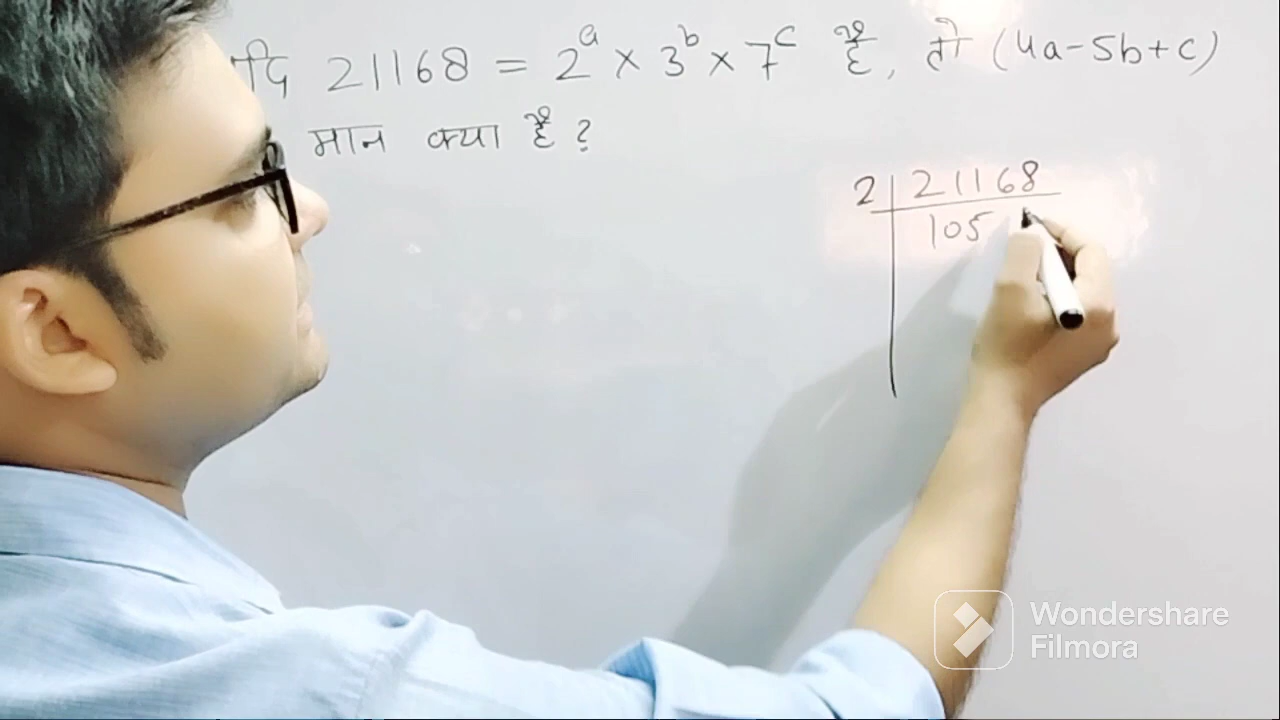 21168 = 2^a × 3^b × 7^c है, तो (4a-5b+c)
मान क्या है ?
2 | 21168
105
Wondershare
Filmora